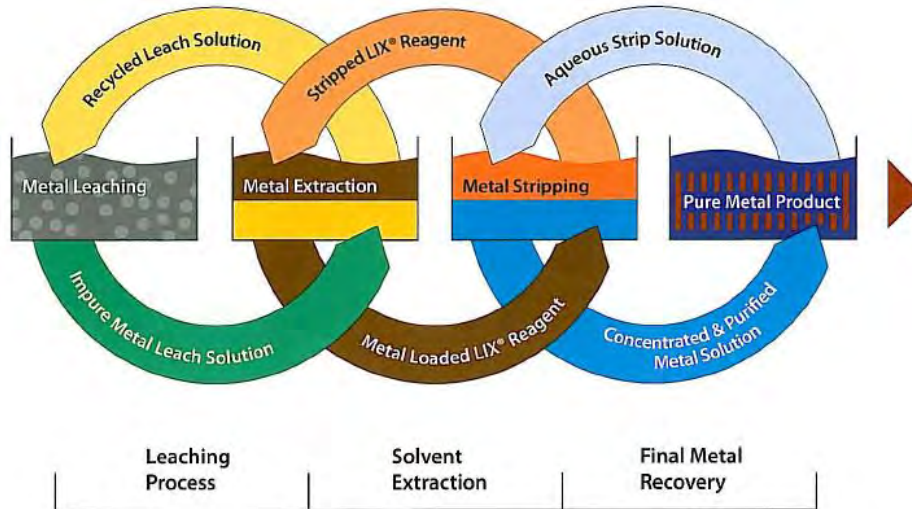 Recycled Leach Solution
Stripped LIX® Reagent
Aqueous Strip Solution
Metal Leaching
Metal Extraction
Metal Stripping
Pure Metal Product
Impure Metal Leach Solution
Metal Loaded LIX® Reagent
Concentrated & Purified
Metal Solution
Leaching
Process
Solvent
Extraction
Final Metal
Recovery